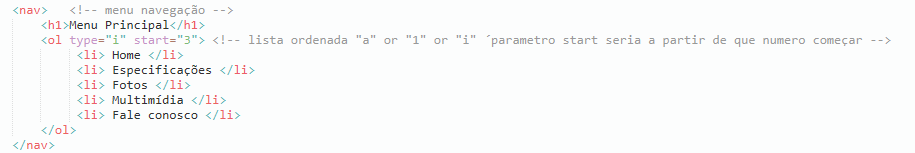 <nav>   <!-- menu navegação -->
    <h1>Menu Principal</h1>
    <ol type="i" start="3"> <!-- lista ordenada "a" or "1" or "i" ´parametro start seria a partir de que numero começar -->
         <li> Home </li>
         <li> Especificações </li>
         <li> Fotos </li>
         <li> Multimídia </li>
         <li> Fale conosco </li>
    </ol>
</nav>